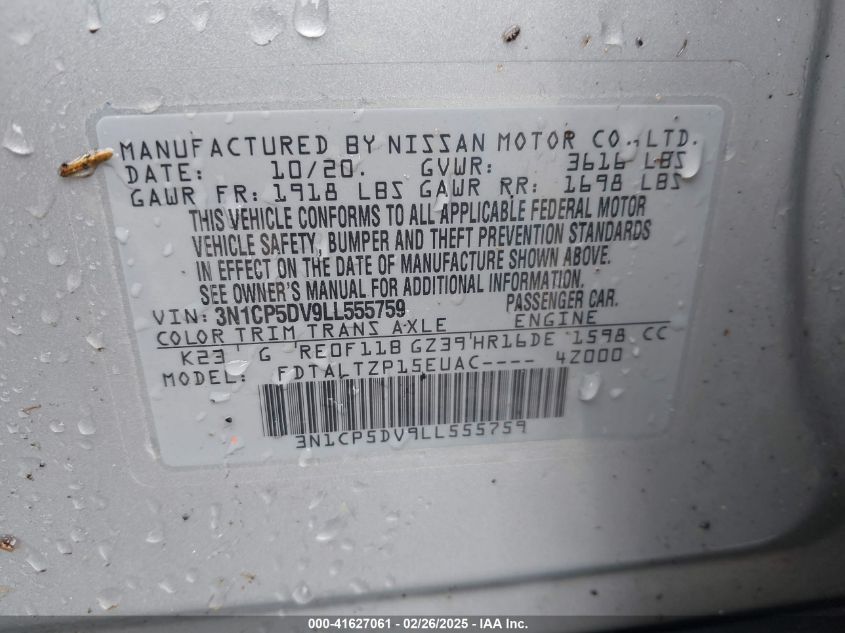 MANUFACTURED BY NISSAN MOTOR CO.,LTD.
DATE: 10/20. GVWR: 3616 LBS
GAWR FR: 1918 LBS GAWR RR: 1698 LBS
THIS VEHICLE CONFORMS TO ALL APPLICABLE FEDERAL MOTOR
VEHICLE SAFETY, BUMPER AND THEFT PREVENTION STANDARDS
IN EFFECT ON THE DATE OF MANUFACTURE SHOWN ABOVE.
SEE OWNER'S MANUAL FOR ADDITIONAL INFORMATION.
VIN: 3N1CP5DV9LL555759 PASSENGER CAR.
COLOR TRIM TRANS AXLE ENGINE
K23 G RE0F11B GZ39 HR16DE 1598 CC
MODEL: FDTALTZP15EUAC---- 4Z000
3N1CP5DV9LL555759
000-41627061 - 02/26/2025 - IAA Inc.